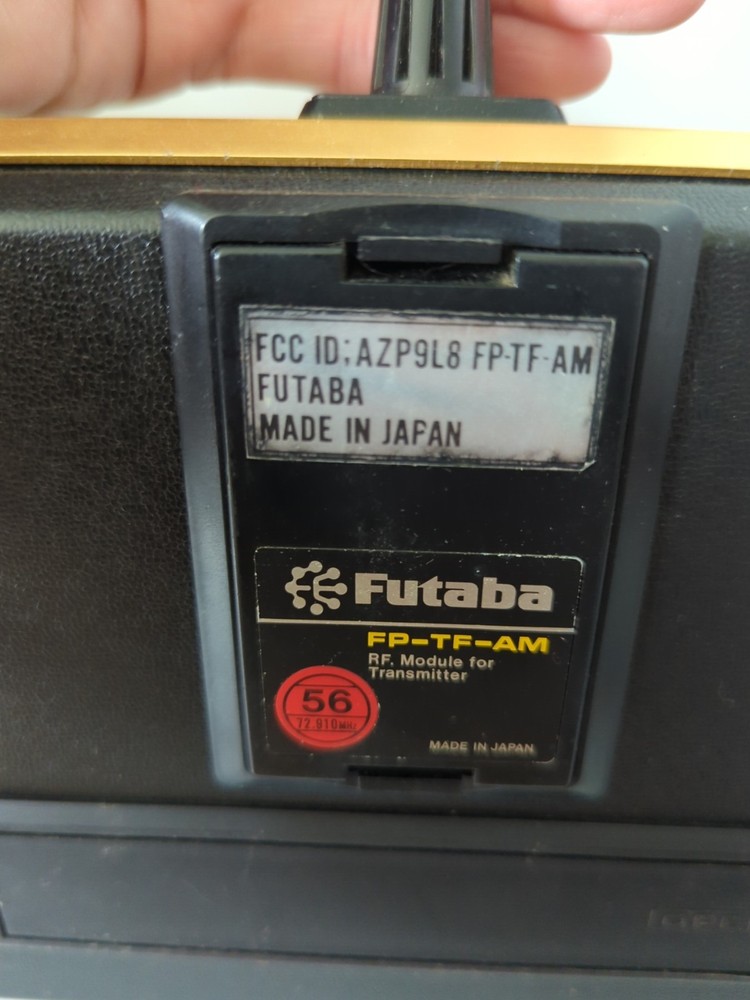 FCC ID:AZP9L8 FP-TF-AM
FUTABA
MADE IN JAPAN
Futaba
FP-TF-AM
RF. Module for
Transmitter
56
72.910MHz
MADE IN JAPAN